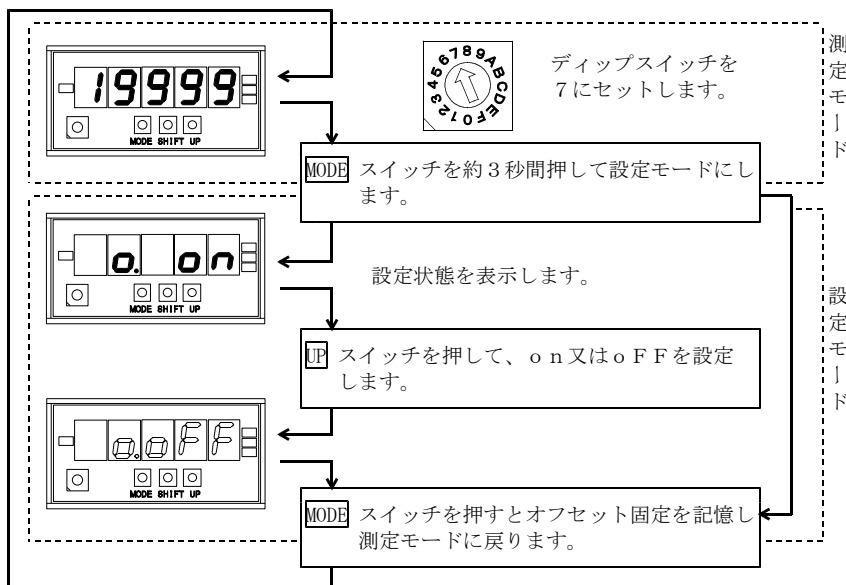 19999
MODE SHIFT UP
456789ABCDEF0123
ディップスイッチを
7にセットします。
測定モード
MODE スイッチを約3秒間押して設定モードにし
ます。
o. on
MODE SHIFT UP
設定状態を表示します。
設定モード
UP スイッチを押して、on又はoFFを設定
します。
o.oFF
MODE SHIFT UP
MODE スイッチを押すとオフセット固定を記憶し
測定モードに戻ります。